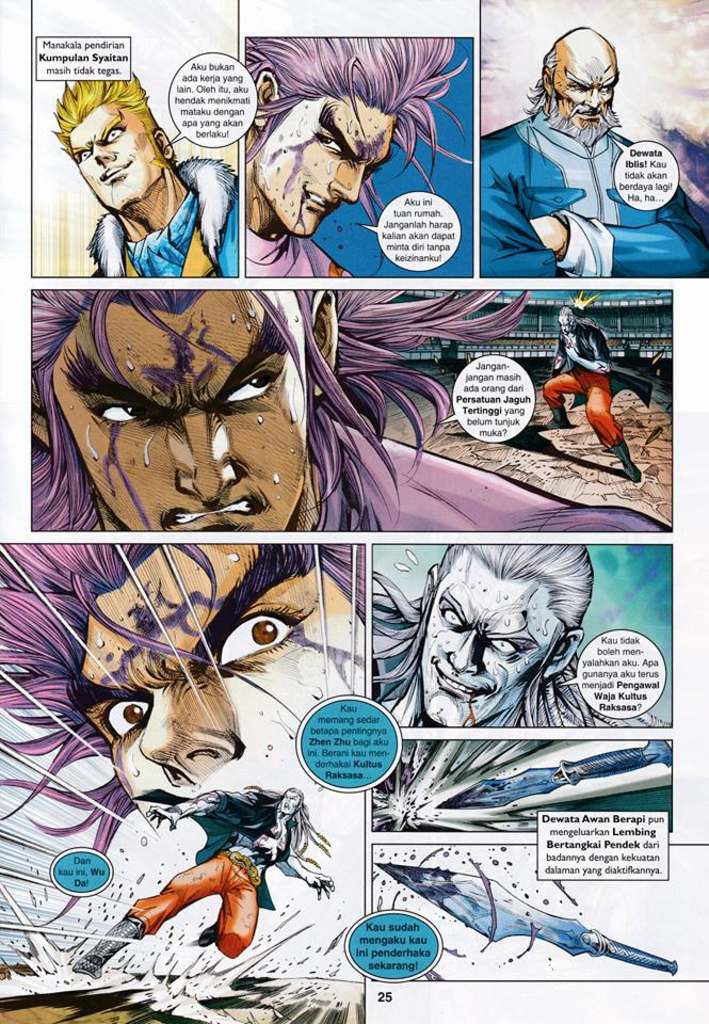 Manakala pendirian
Kumpulan Syaitan
masih tidak tegas.
Aku bukan
ada kerja yang
lain. Oleh itu, aku
hendak menikmati
mataku dengan
apa yang akan
berlaku!
Aku ini
tuan rumah.
Janganlah harap
kalian akan dapat
minta diri tanpa
keizinanku!
Dewata
Iblis! Kau
tidak akan
berdaya lagi!
Ha, ha...
Jangan-
jangan masih
ada orang dari
Persatuan Jaguh
Tertinggi yang
belum tunjuk
muka?
Kau tidak
boleh me-
nyalahkan aku. Apa
gunanya aku terus
menjadi Pengawal
Waja Kultus
Raksasa?
Kau
memang sedar
betapa pentingnya
Zhen Zhu bagi aku
ini. Berani kau men-
derhakai Kultus
Raksasa...
Dewata Awan Berapi pun
mengeluarkan Lembing
Bertangkai Pendek dari
badannya dengan kekuatan
dalaman yang diaktifkannya.
Dan
kau ini, Wu
Da!
Kau sudah
mengaku kau
ini penderhaka
sekarang!
25